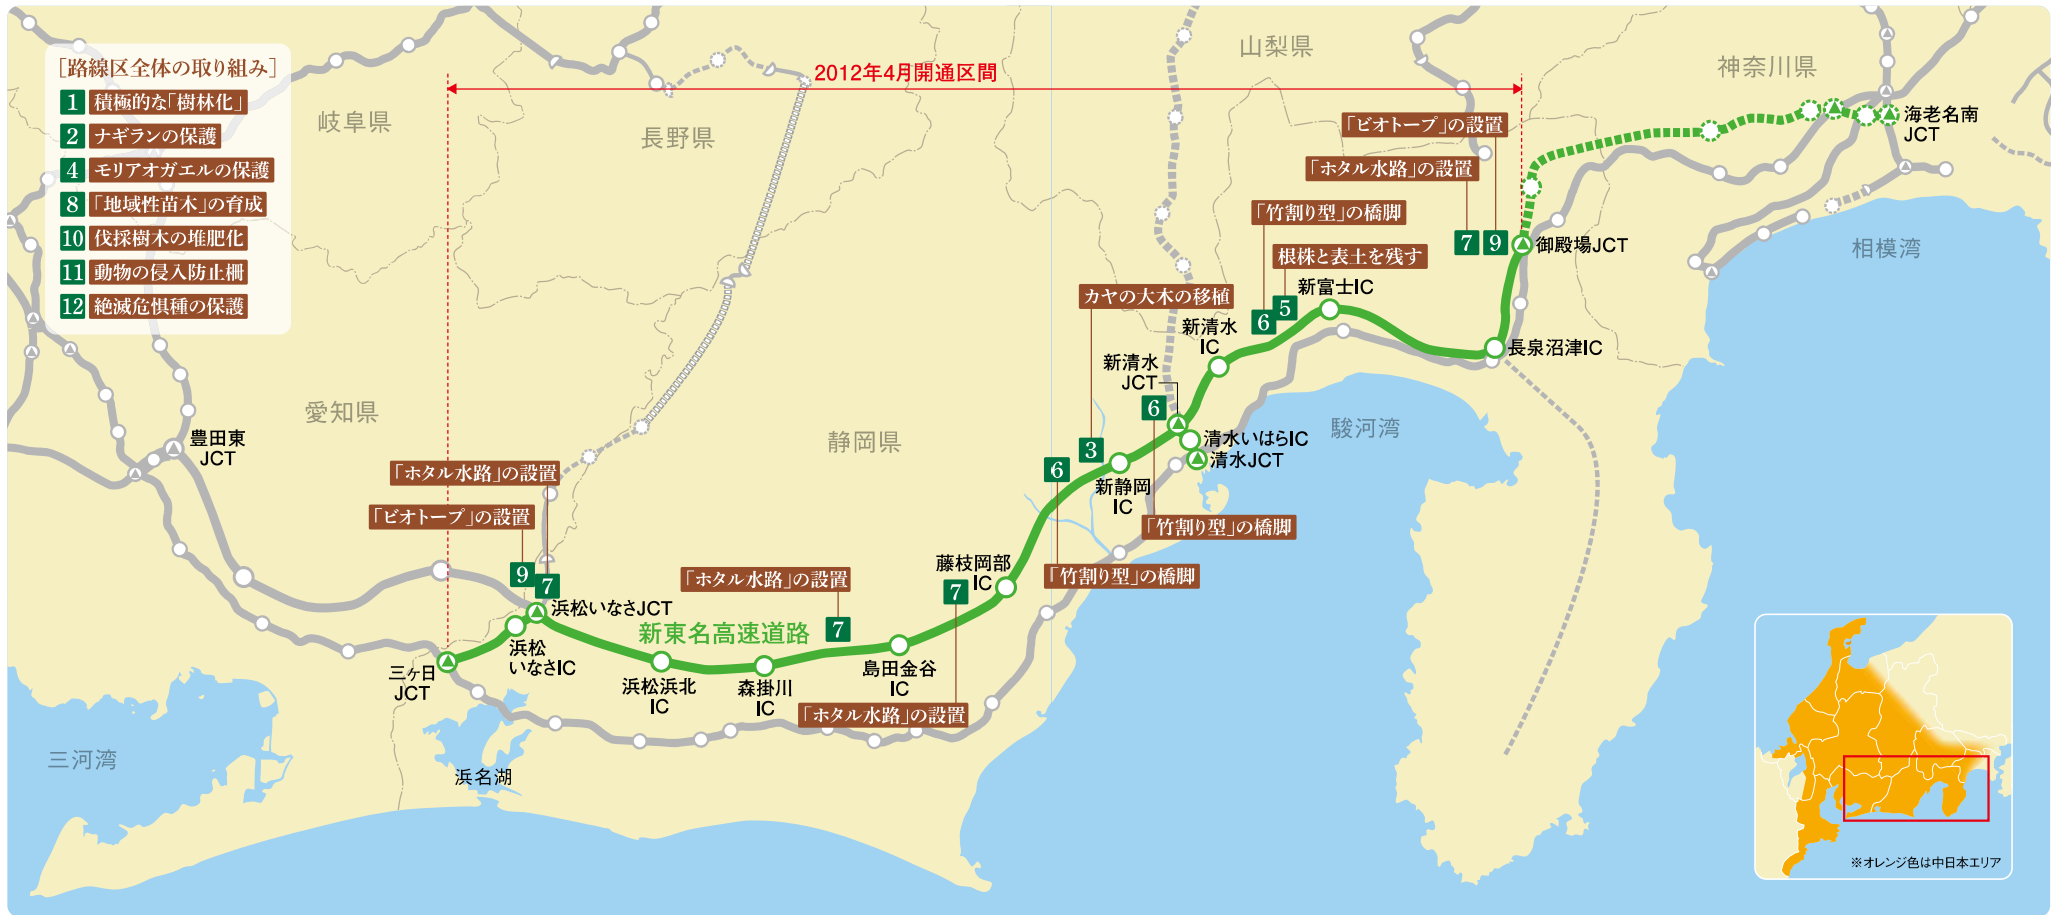 [路線区全体の取り組み]
1 積極的な「樹林化」
2 ナギランの保護
4 モリアオガエルの保護
8 「地域性苗木」の育成
10 伐採樹木の堆肥化
11 動物の侵入防止柵
12 絶滅危惧種の保護
2012年4月開通区間
岐阜県
長野県
山梨県
神奈川県
愛知県
静岡県
海老名南
JCT
「ビオトープ」の設置
「ホタル水路」の設置
7
9
御殿場JCT
相模湾
「竹割り型」の橋脚
根株と表土を残す
6
5
新富士IC
カヤの大木の移植
新清水
IC
新清水
JCT
長泉沼津IC
6
3
清水いはらIC
清水JCT
駿河湾
新静岡
IC
「竹割り型」の橋脚
6
「竹割り型」の橋脚
豊田東
JCT
「ホタル水路」の設置
「ビオトープ」の設置
9
7
浜松いなさJCT
新東名高速道路
「ホタル水路」の設置
7
藤枝岡部
IC
7
浜松
いなさIC
三ヶ日
JCT
浜松浜北
IC
森掛川
IC
島田金谷
IC
「ホタル水路」の設置
三河湾
浜名湖
※オレンジ色は中日本エリア